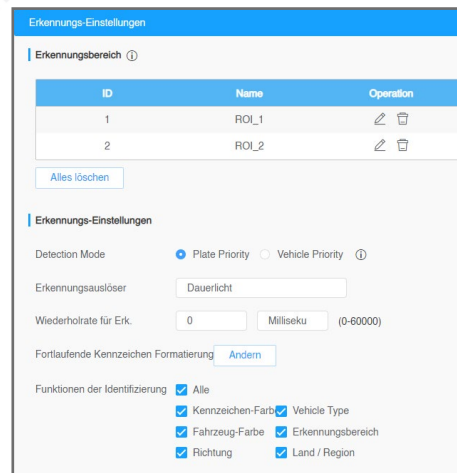 Erkennungs-Einstellungen
Erkennungsbereich
ID Name Operation
1 ROI_1
2 ROI_2
Alles löschen
Erkennungs-Einstellungen
Detection Mode Plate Priority Vehicle Priority
Erkennungsauslöser Dauerlicht
Wiederholrate für Erk. 0 Milliseku (0-60000)
Fortlaufende Kennzeichen Formatierung Andern
Funktionen der Identifizierung Alle
Kennzeichen-Farb Vehicle Type
Fahrzeug-Farbe Erkennungsbereich
Richtung Land / Region